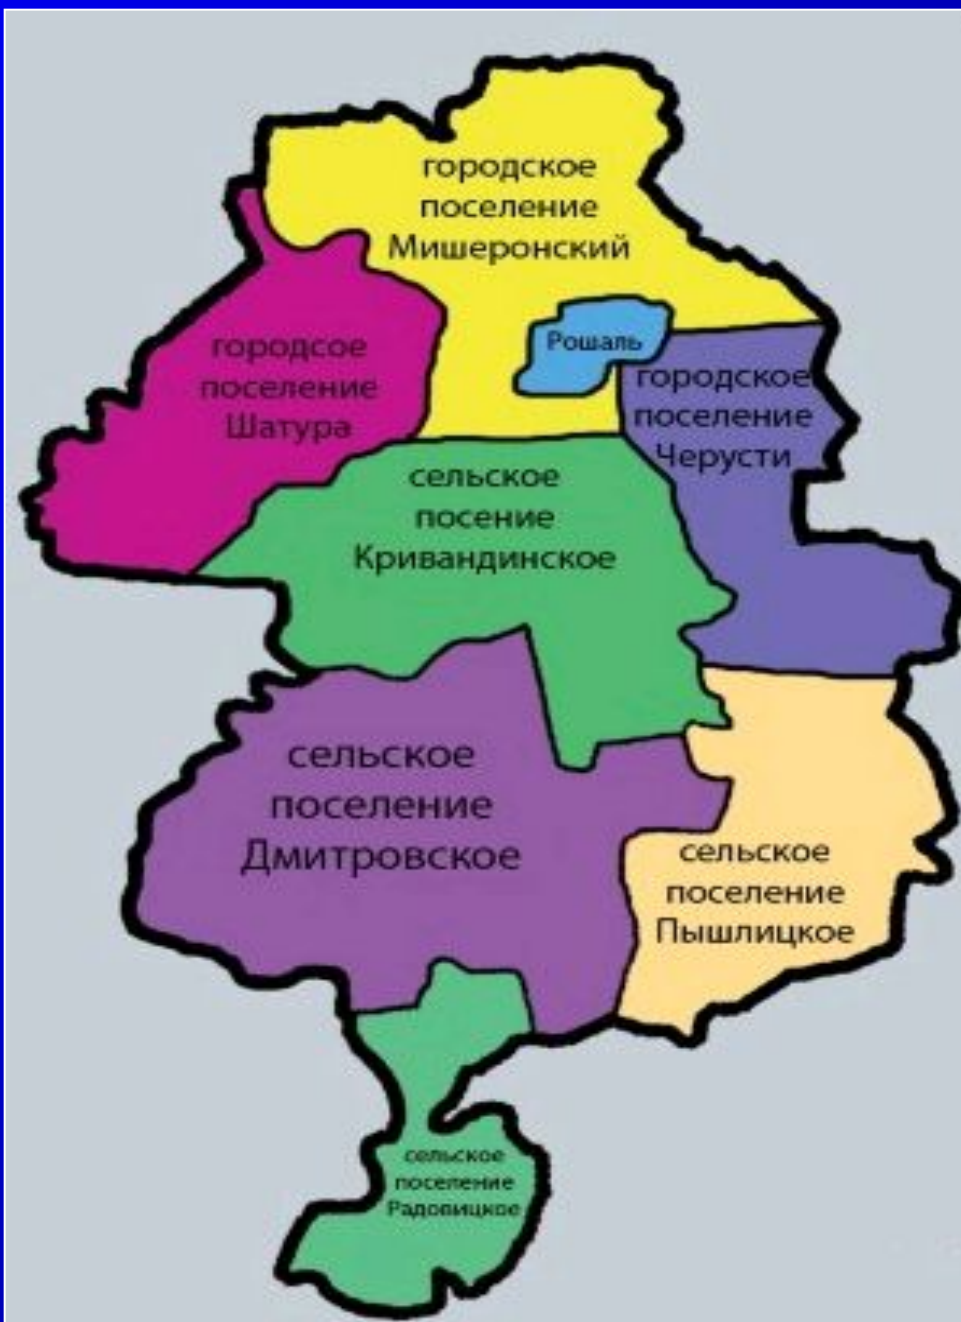 городское
поселение
Мишеронский
Рошаль
городсое
поселение
Шатура
городское
поселение
Черусти
сельское
посение
Кривандинское
сельское
поселение
Дмитровское
сельское
поселение
Пышлицкое
сельское
поселение
Радовицкое